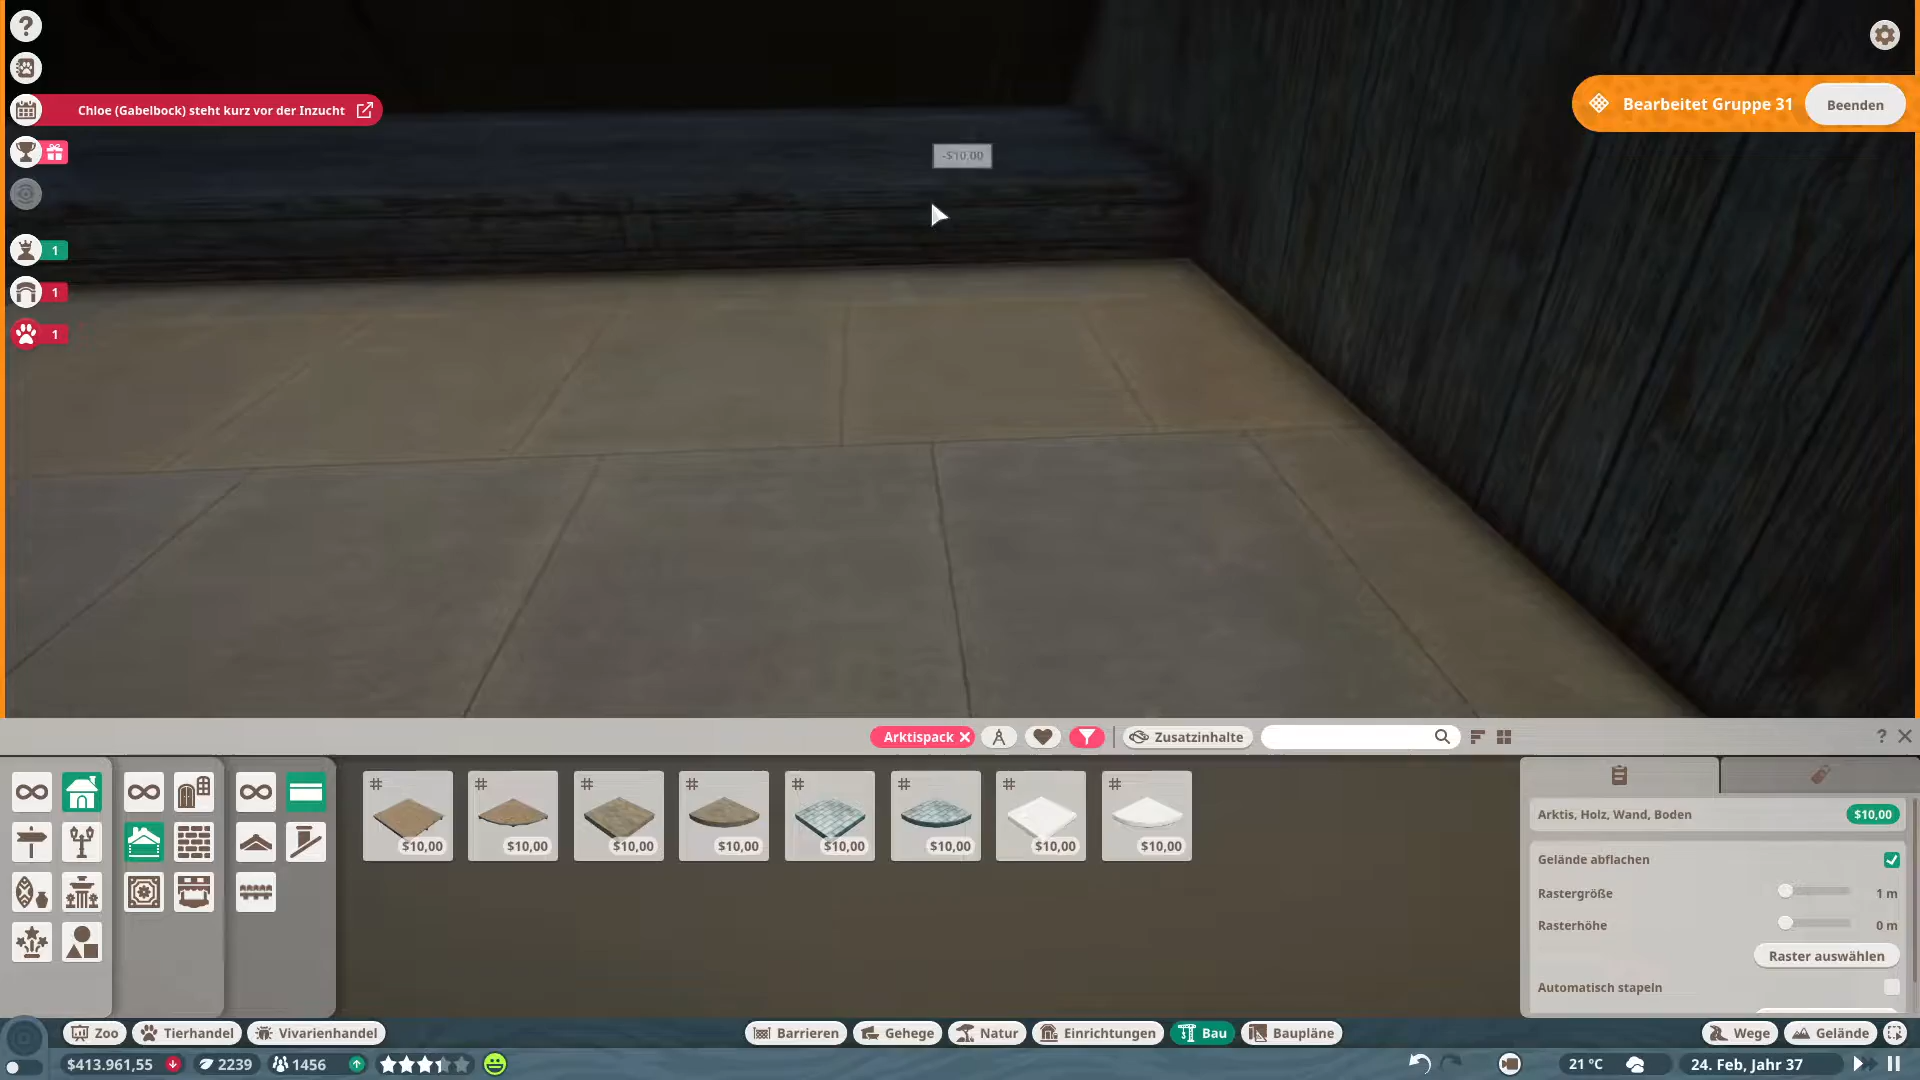 ?
Chloe (Gabelbock) steht kurz vor der Inzucht
1
1
1
-$10,00
Bearbeitet Gruppe 31
Beenden
Arktispack
Zusatzinhalte
?
$10,00
$10,00
$10,00
$10,00
$10,00
$10,00
$10,00
$10,00
Arktis, Holz, Wand, Boden
$10,00
Gelände abflachen
Rastergröße
1 m
Rasterhöhe
0 m
Raster auswählen
Automatisch stapeln
Zoo
Tierhandel
Vivarienhandel
Barrieren
Gehege
Natur
Einrichtungen
Bau
Baupläne
Wege
Gelände
$413.961,55
2239
1456
21 °C
24. Feb, Jahr 37